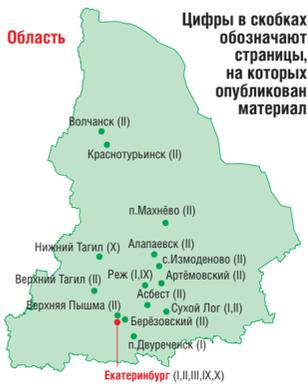 Область
Цифры в скобках
обозначают
страницы,
на которых
опубликован
материал
Волчанск (II)
Краснотурьинск (II)
п.Махнёво (II)
Нижний Тагил (X)
Алапаевск (II)
с.Измоденово (II)
Верхний Тагил (II)
Реж (I,IX)
Артёмовский (II)
Асбест (II)
Верхняя Пышма (II)
Сухой Лог (I,II)
Берёзовский (II)
п.Двуреченск (I)
Екатеринбург (I,II,III,IX,X)